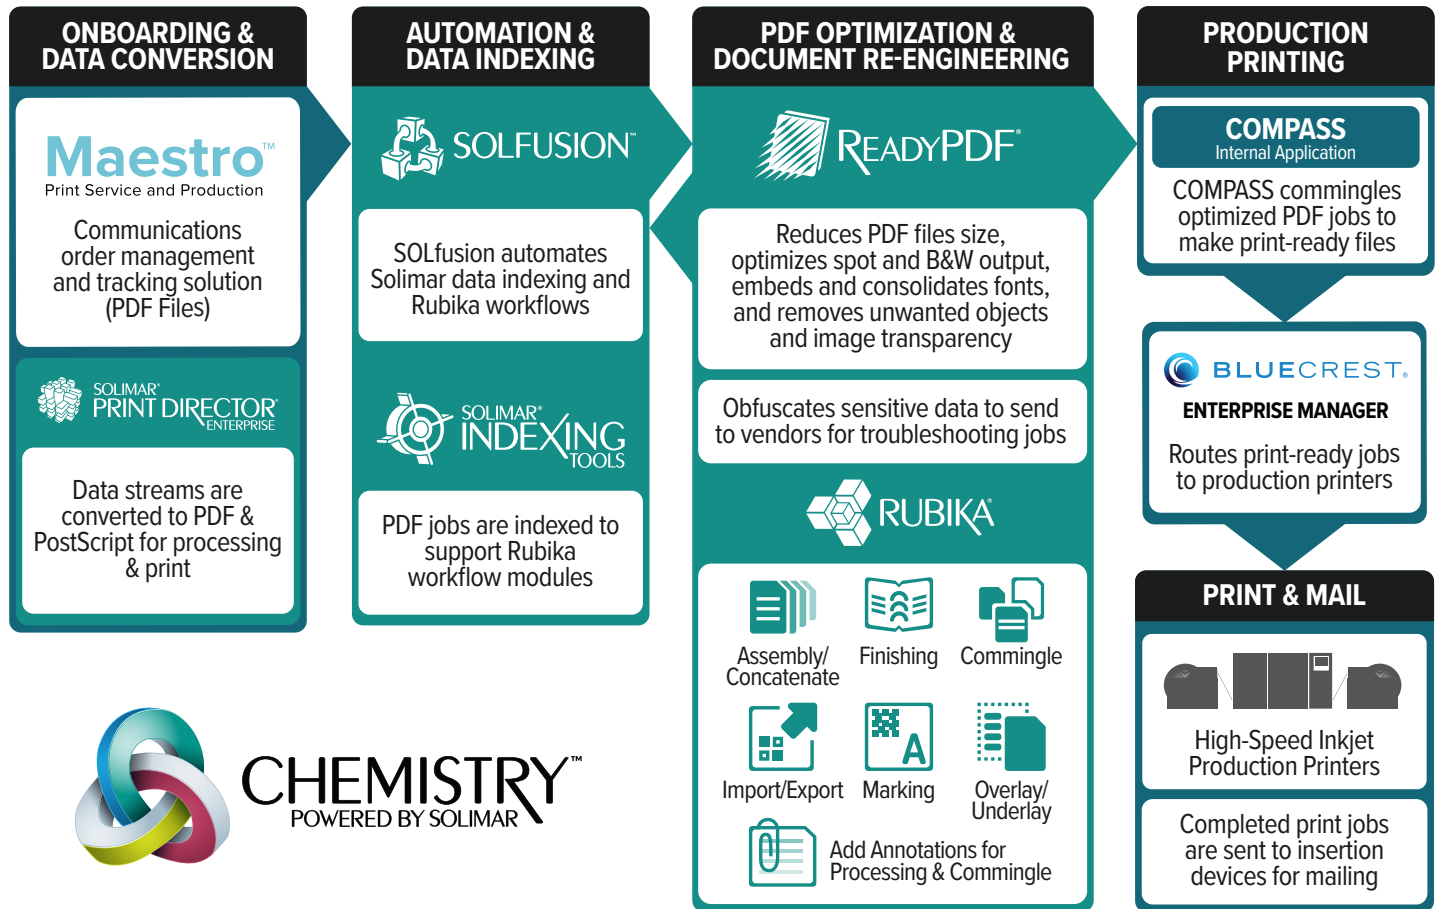 ONBOARDING &
DATA CONVERSION
Maestro™
Print Service and Production
Communications
order management
and tracking solution
(PDF Files)
SOLIMAR®
PRINT DIRECTOR®
ENTERPRISE
Data streams are
converted to PDF &
PostScript for processing
& print
AUTOMATION &
DATA INDEXING
SOLFUSION™
SOLfusion automates
Solimar data indexing and
Rubika workflows
SOLIMAR®
INDEXING
TOOLS
PDF jobs are indexed to
support Rubika
workflow modules
PDF OPTIMIZATION &
DOCUMENT RE-ENGINEERING
READYPDF®
Reduces PDF files size,
optimizes spot and B&W output,
embeds and consolidates fonts,
and removes unwanted objects
and image transparency
Obfuscates sensitive data to send
to vendors for troubleshooting jobs
RUBIKA®
Assembly/
Concatenate
Finishing
Commingle
Import/Export
A
Marking
Overlay/
Underlay
Add Annotations for
Processing & Commingle
PRODUCTION
PRINTING
COMPASS
Internal Application
COMPASS commingles
optimized PDF jobs to
make print-ready files
BLUECREST®
ENTERPRISE MANAGER
Routes print-ready jobs
to production printers
PRINT & MAIL
High-Speed Inkjet
Production Printers
Completed print jobs
are sent to insertion
devices for mailing
CHEMISTRY™
POWERED BY SOLIMAR